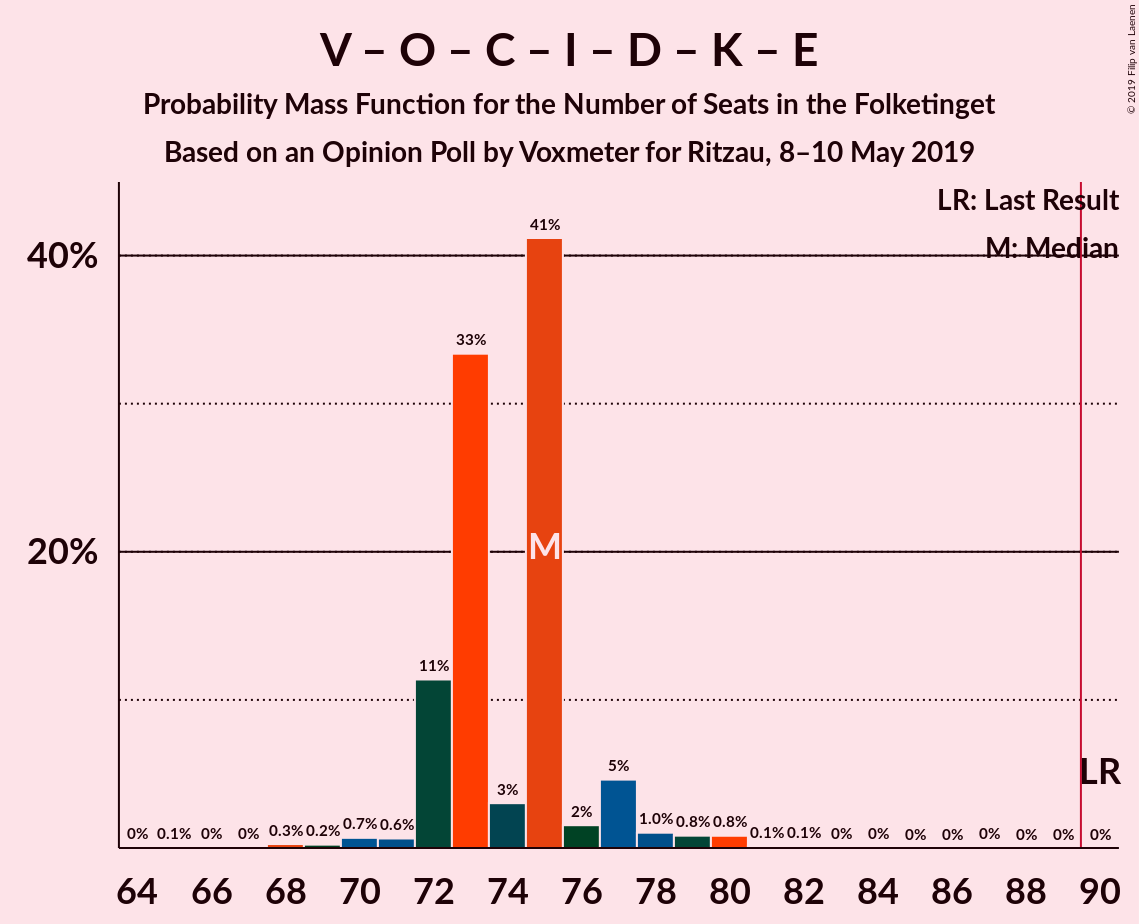 V – O – C – I – D – K – E
Probability Mass Function for the Number of Seats in the Folketinget
Based on an Opinion Poll by Voxmeter for Ritzau, 8–10 May 2019
© 2019 Filip van Laenen
LR: Last Result
M: Median
40%
20%
0% 0.1% 0% 0% 0.3% 0.2% 0.7% 0.6% 11% 33% 3% 41% 2% 5% 1.0% 0.8% 0.8% 0.1% 0.1% 0% 0% 0% 0% 0% 0% 0% 0%
M
LR
64 66 68 70 72 74 76 78 80 82 84 86 88 90